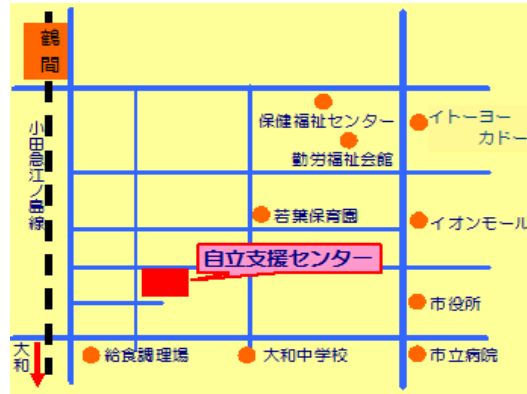 鶴
間
保健福祉センター
イトーヨー
カドー
勤労福祉会館
小田急江ノ島線
若葉保育園
イオンモール
自立支援センター
市役所
大和
給食調理場
大和中学校
市立病院